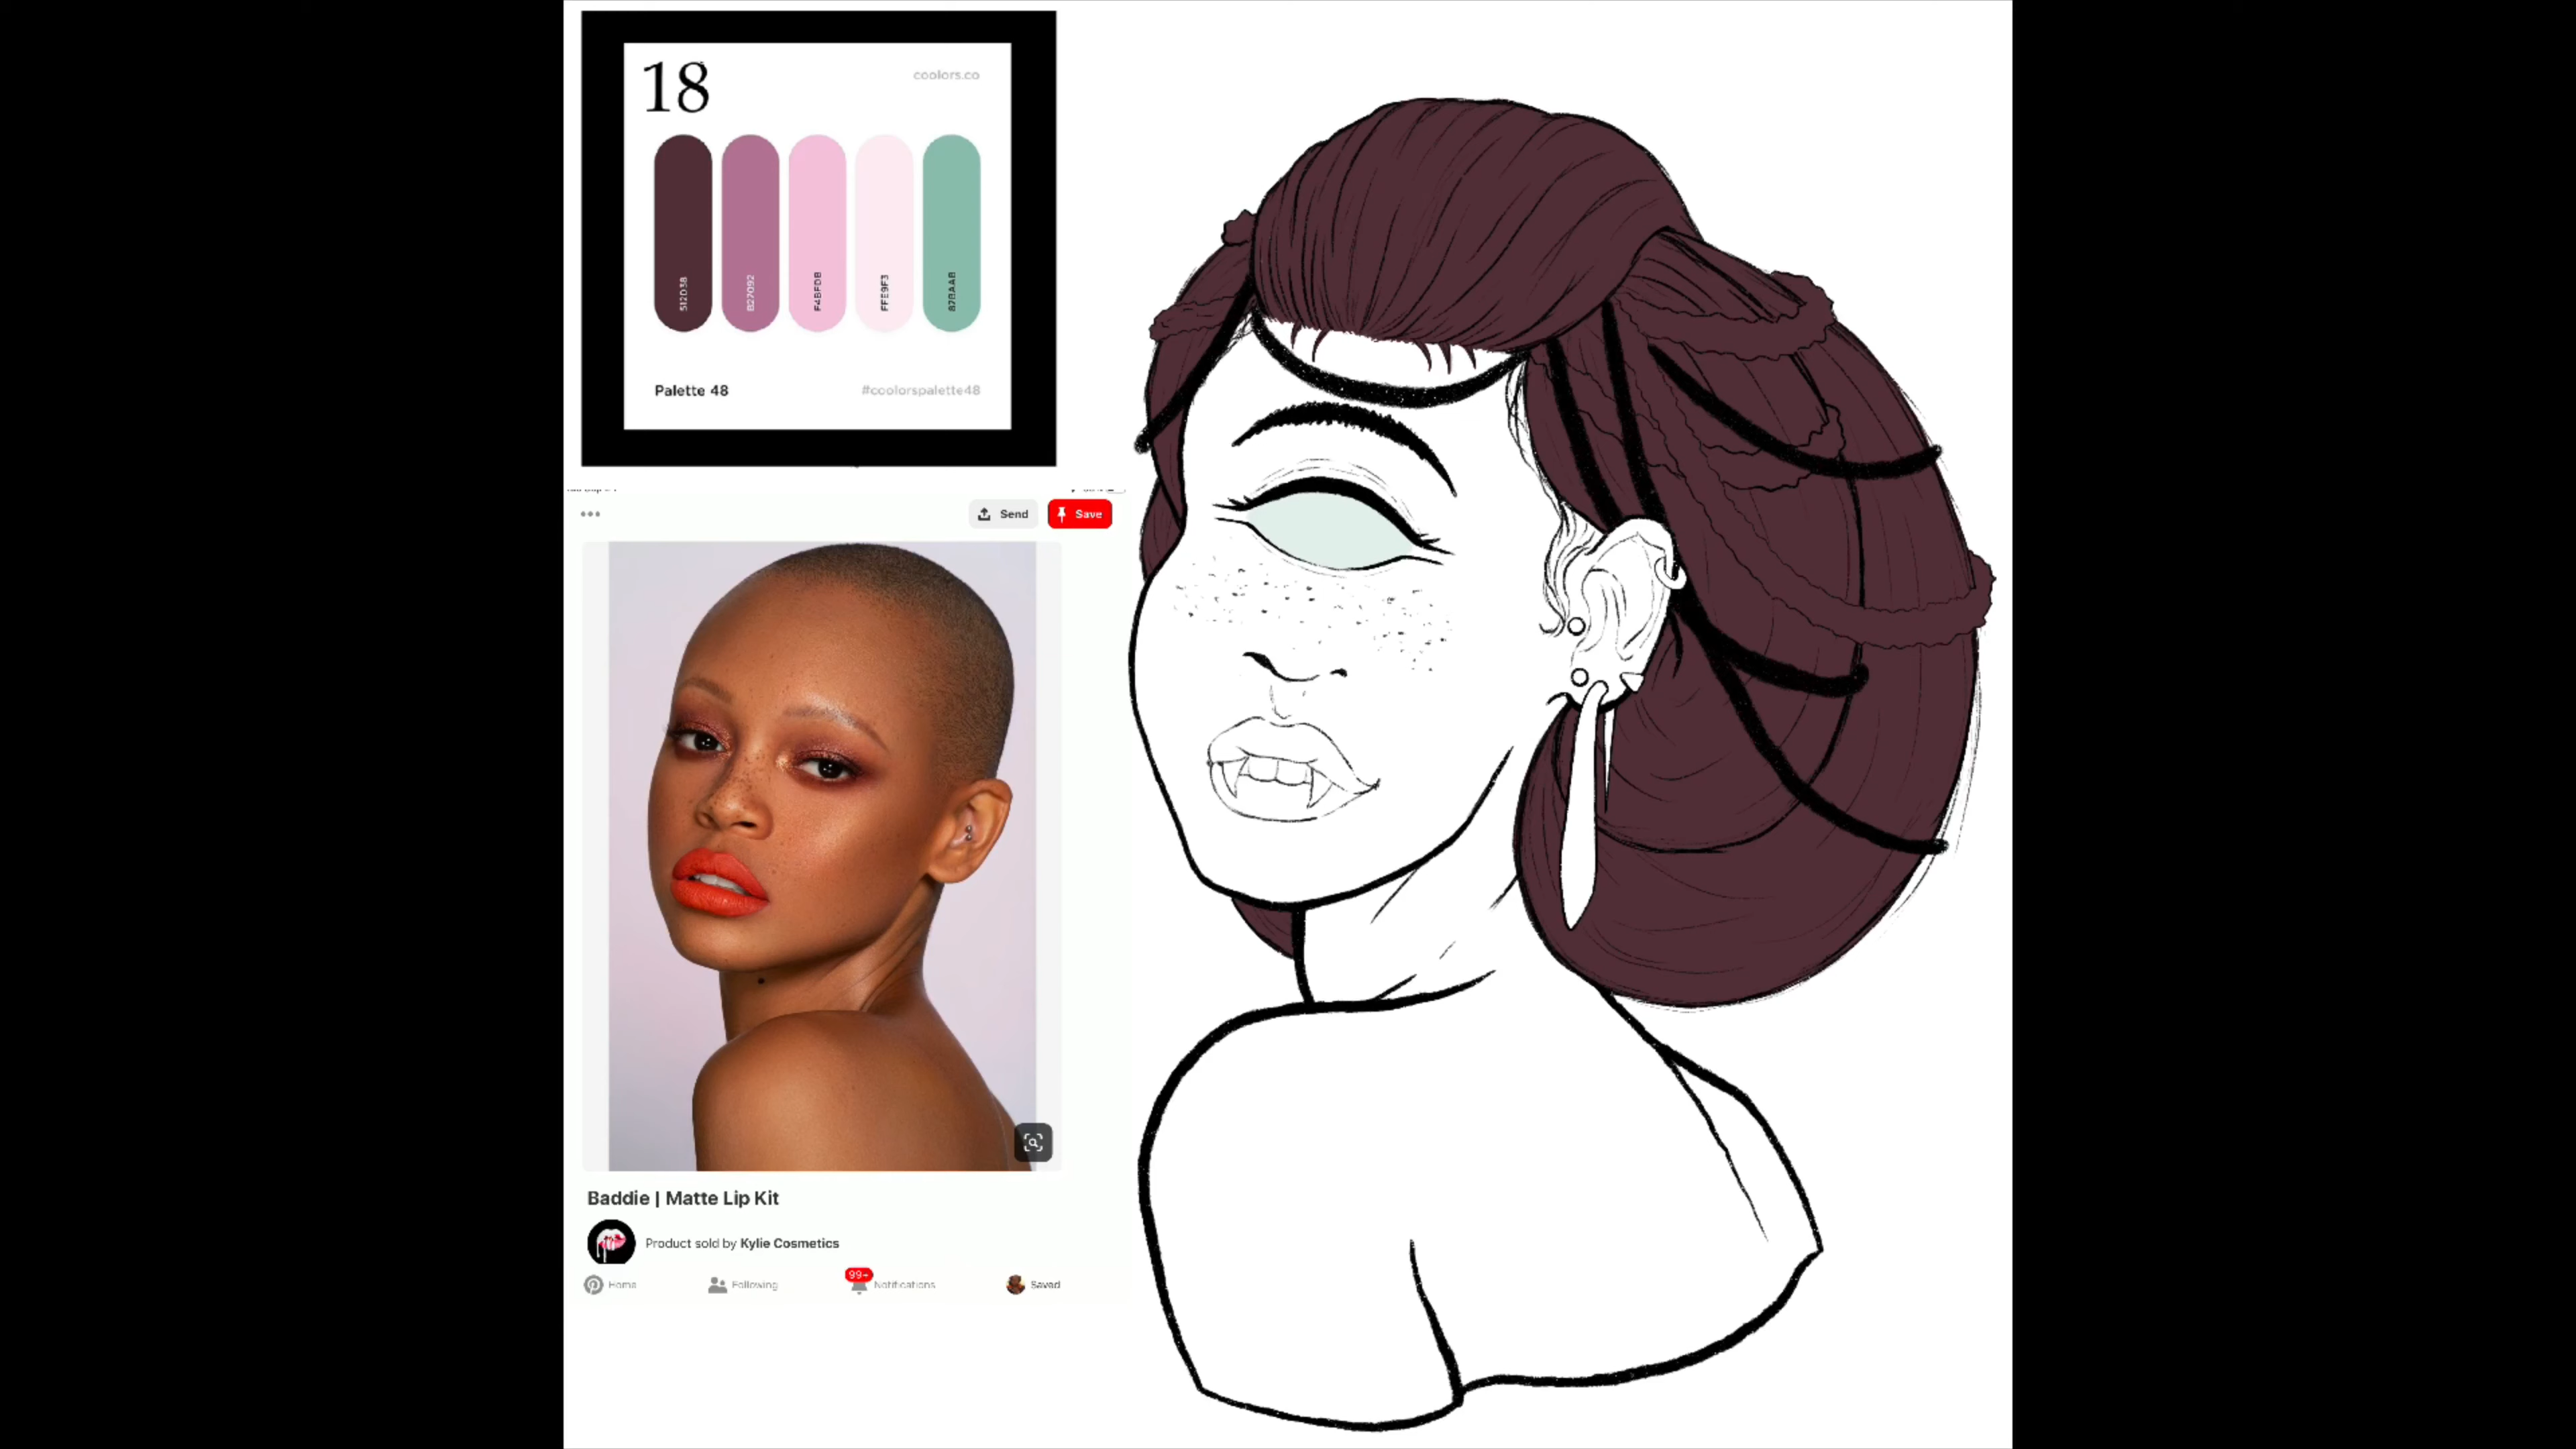 18
coolors.co
512D38
B27092
F4BFDB
FFE9F3
87BAAB
Palette 48
#coolorspalette48
Send
Save
Baddie | Matte Lip Kit
Product sold by Kylie Cosmetics
99+
Home
Following
Notifications
Saved